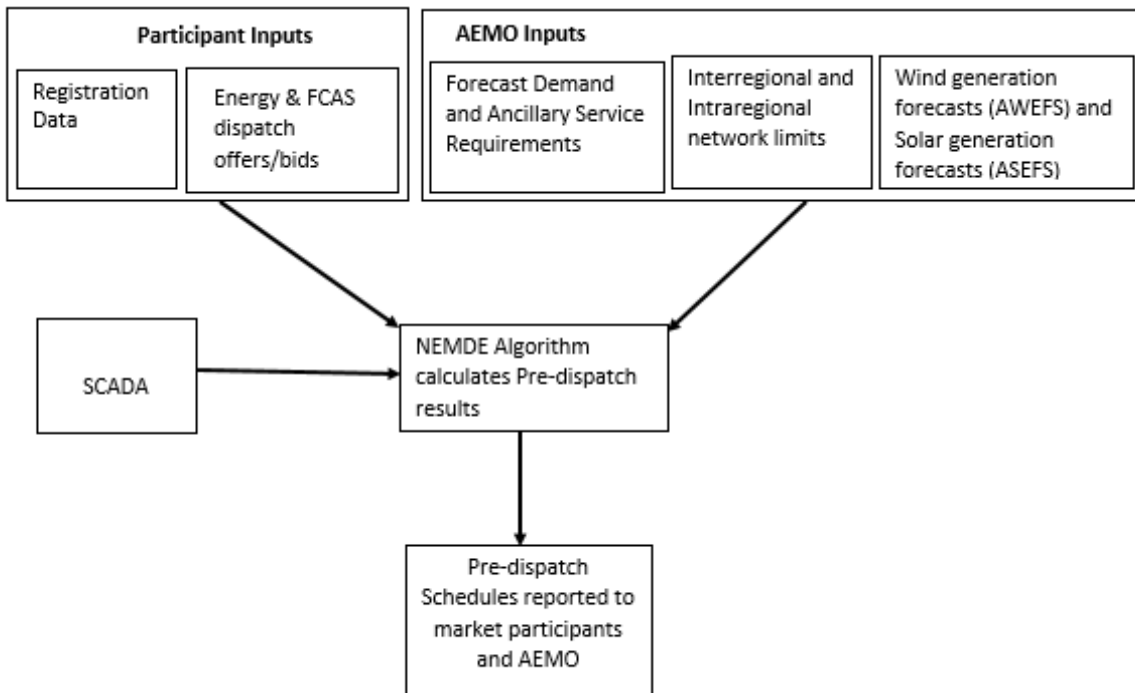 Participant Inputs
Registration
Data
Energy & FCAS
dispatch
offers/bids
AEMO Inputs
Forecast Demand
and Ancillary Service
Requirements
Interregional and
Intraregional
network limits
Wind generation
forecasts (AWEFS) and
Solar generation
forecasts (ASEFS)
SCADA
NEMDE Algorithm
calculates Pre-dispatch
results
Pre-dispatch
Schedules reported to
market participants
and AEMO